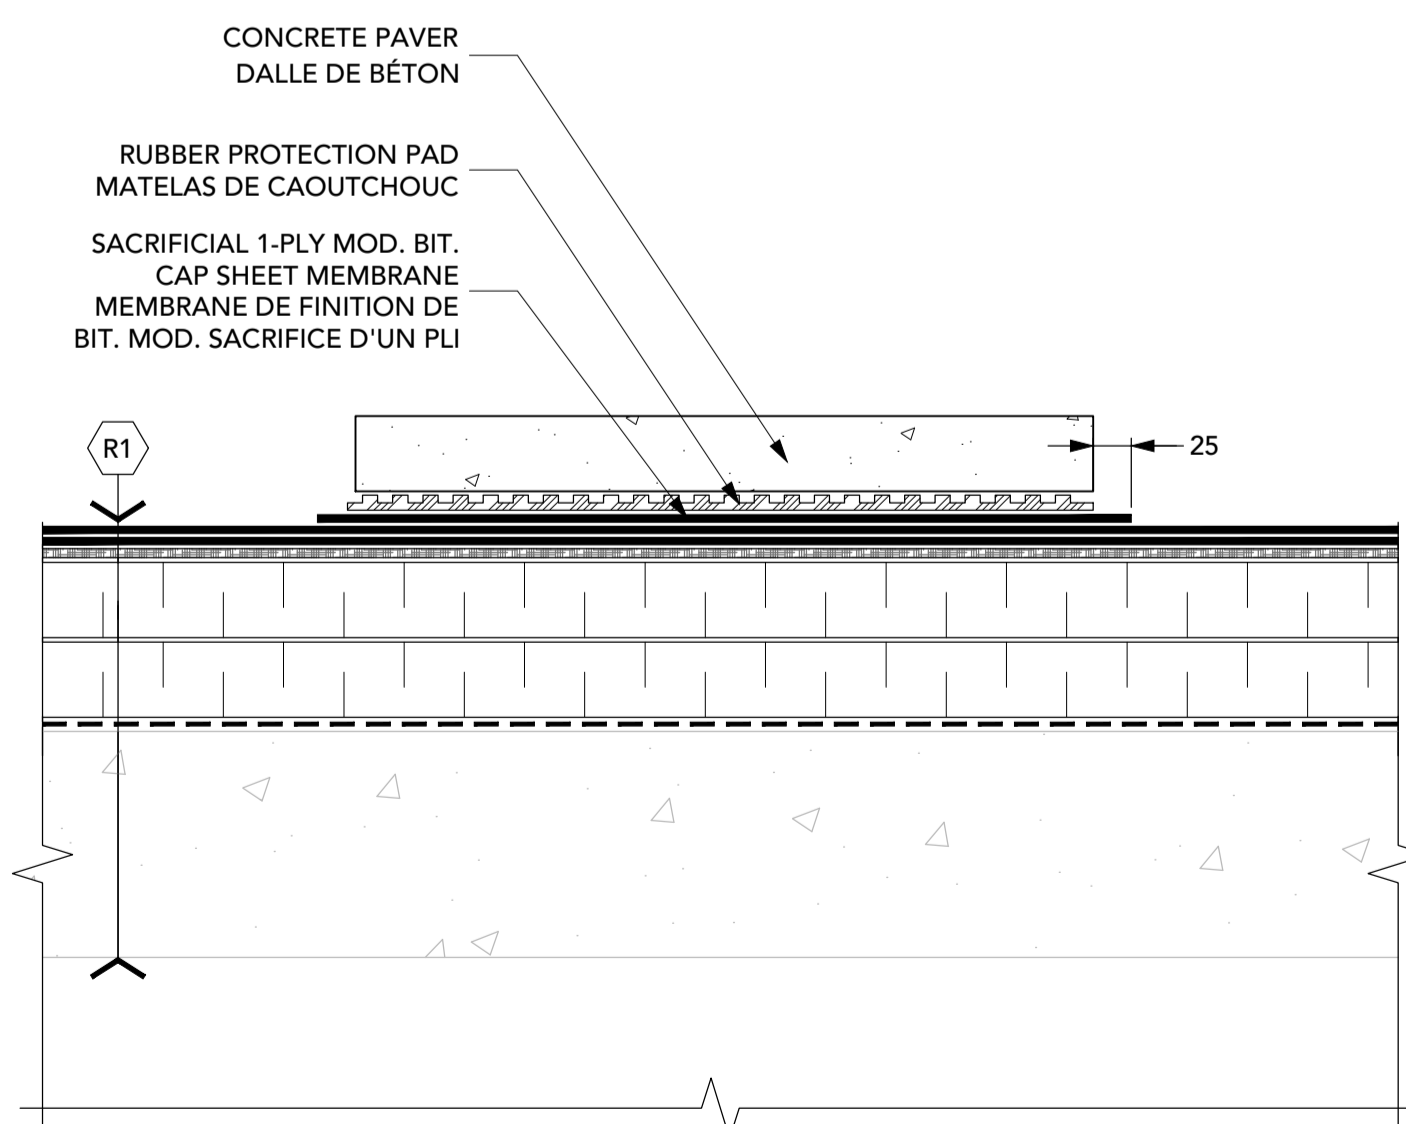 CONCRETE PAVER
DALLE DE BÉTON
RUBBER PROTECTION PAD
MATELAS DE CAOUTCHOUC
SACRIFICIAL 1-PLY MOD. BIT.
CAP SHEET MEMBRANE
MEMBRANE DE FINITION DE
BIT. MOD. SACRIFICE D'UN PLI
R1
25